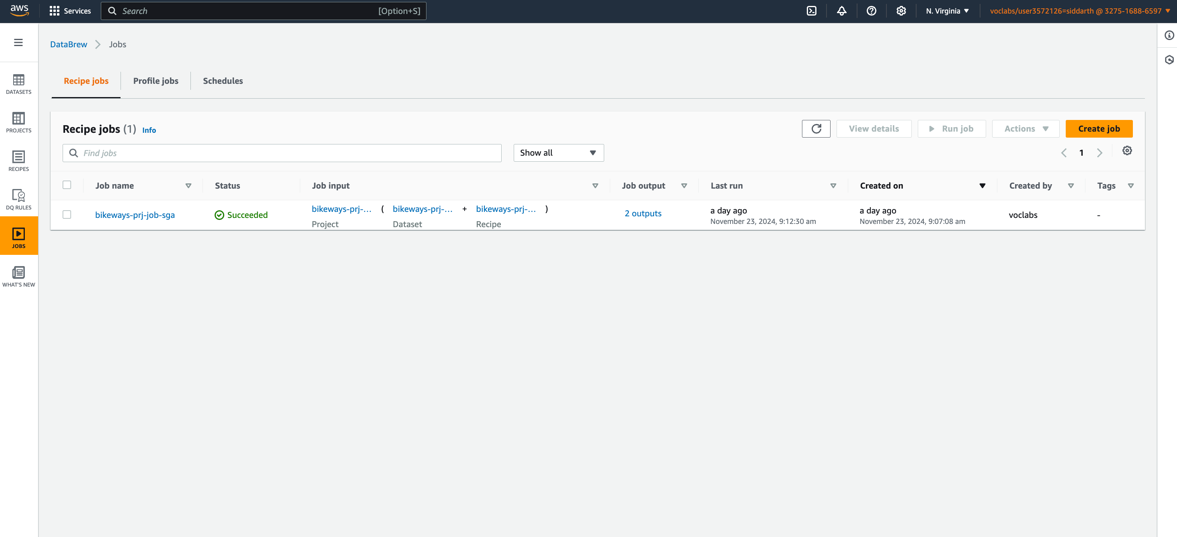 aws Services Search [Option+S] N. Virginia voclabs/user3572126=siddarth @ 3275-1688-6597
DataBrew Jobs
DATASETS
PROJECTS
RECIPES
DQ RULES
JOBS
WHAT'S NEW
Recipe jobs Profile jobs Schedules
Recipe jobs (1) Info View details Run job Actions Create job
Find jobs Show all 1
Job name Status Job input Job output Last run Created on Created by Tags
bikeways-prj-job-sga Succeeded bikeways-prj-... ( bikeways-prj-... + bikeways-prj-... ) 2 outputs a day ago a day ago voclabs -
Project Dataset Recipe November 23, 2024, 9:12:30 am November 23, 2024, 9:07:08 am